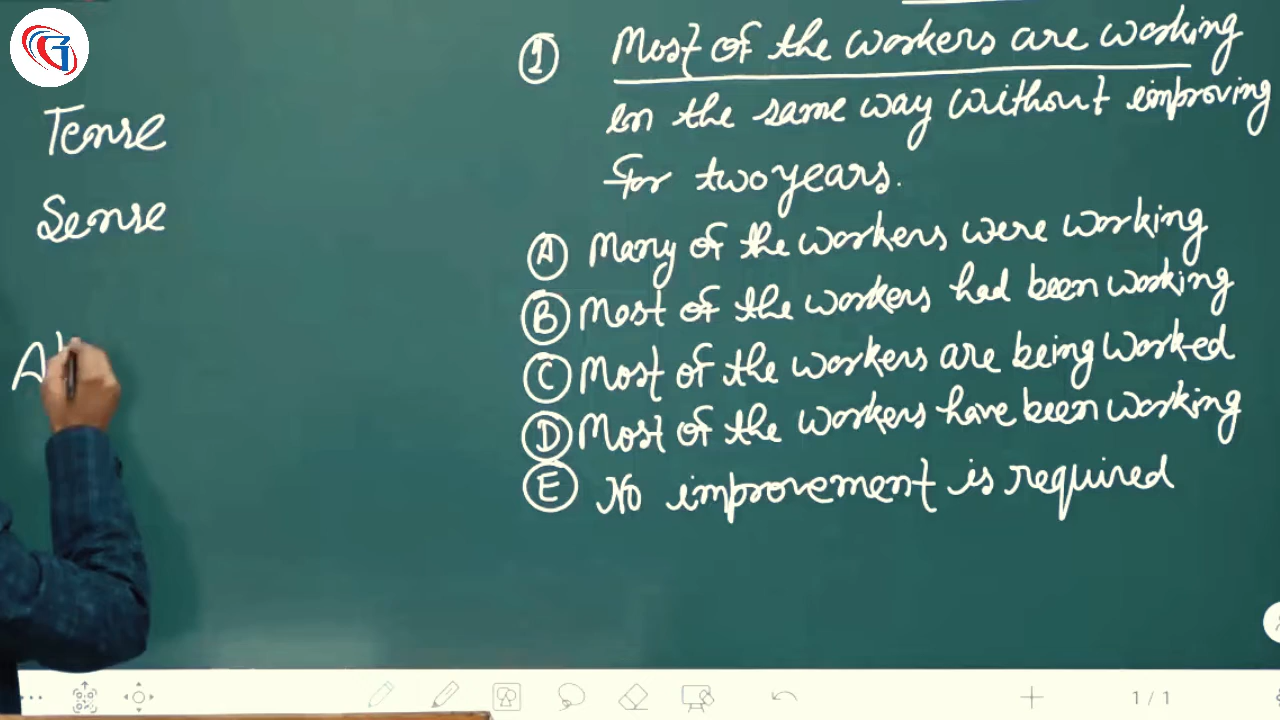 Tense
Sense
① Most of the workers are working
in the same way without improving
for two years.
Ⓐ Many of the workers were working
Ⓑ Most of the workers had been working
Ⓒ Most of the workers are being worked
Ⓓ Most of the workers have been working
Ⓔ No improvement is required
1 / 1